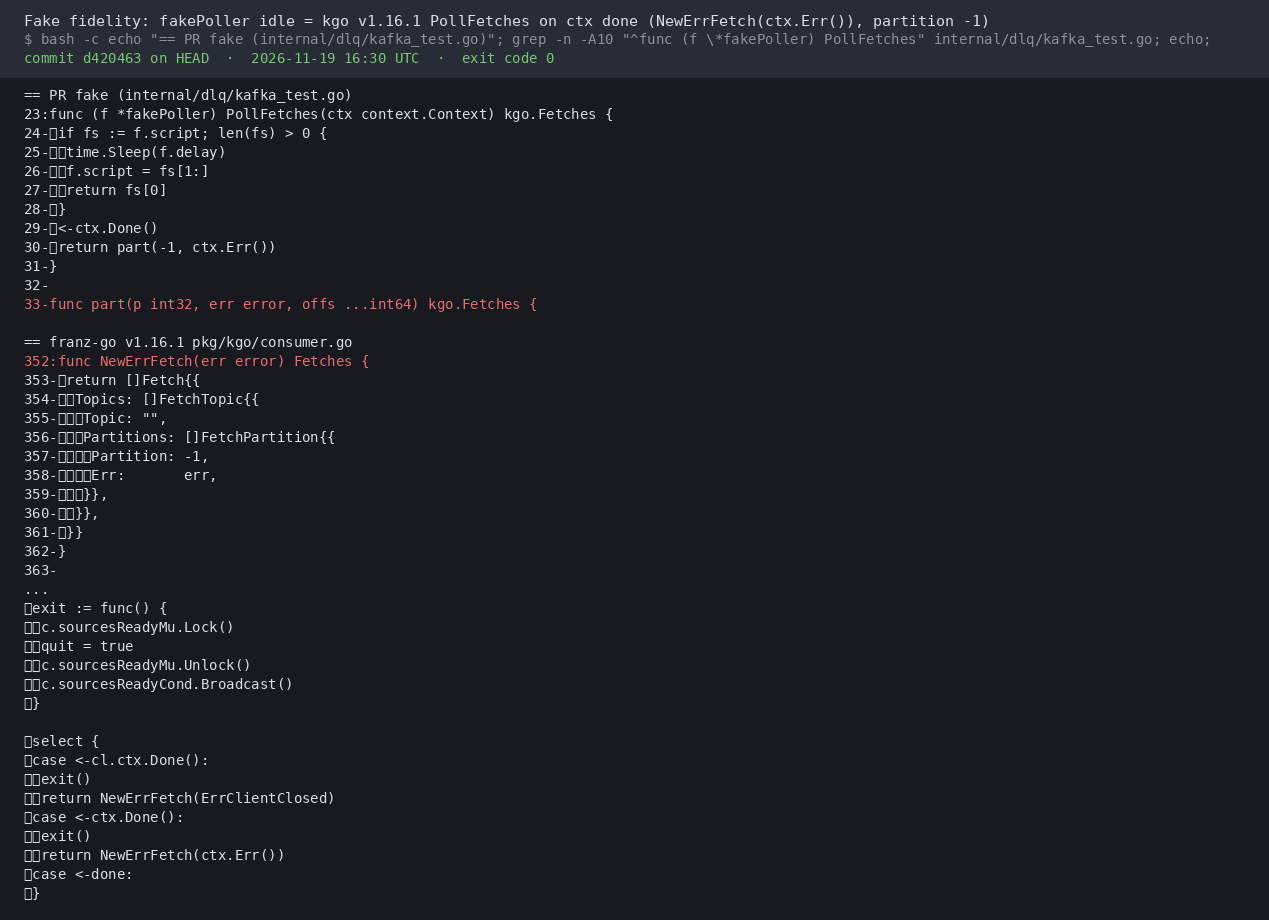 Fake fidelity: fakePoller idle = kgo v1.16.1 PollFetches on ctx done (NewErrFetch(ctx.Err()), partition -1)
$ bash -c echo "== PR fake (internal/dlq/kafka_test.go)"; grep -n -A10 "^func (f \*fakePoller) PollFetches" internal/dlq/kafka_test.go; echo;
commit d420463 on HEAD  ·  2026-11-19 16:30 UTC  ·  exit code 0
== PR fake (internal/dlq/kafka_test.go)
23:func (f *fakePoller) PollFetches(ctx context.Context) kgo.Fetches {
24-□if fs := f.script; len(fs) > 0 {
25-□□time.Sleep(f.delay)
26-□□f.script = fs[1:]
27-□□return fs[0]
28-□}
29-□<-ctx.Done()
30-□return part(-1, ctx.Err())
31-}
32-
33-func part(p int32, err error, offs ...int64) kgo.Fetches {
== franz-go v1.16.1 pkg/kgo/consumer.go
352:func NewErrFetch(err error) Fetches {
353-□return []Fetch{{
354-□□Topics: []FetchTopic{{
355-□□□Topic: "",
356-□□□Partitions: []FetchPartition{{
357-□□□□Partition: -1,
358-□□□□Err:       err,
359-□□□}},
360-□□}},
361-□}}
362-}
363-
...
□exit := func() {
□□c.sourcesReadyMu.Lock()
□□quit = true
□□c.sourcesReadyMu.Unlock()
□□c.sourcesReadyCond.Broadcast()
□}
□select {
□case <-cl.ctx.Done():
□□exit()
□□return NewErrFetch(ErrClientClosed)
□case <-ctx.Done():
□□exit()
□□return NewErrFetch(ctx.Err())
□case <-done:
□}